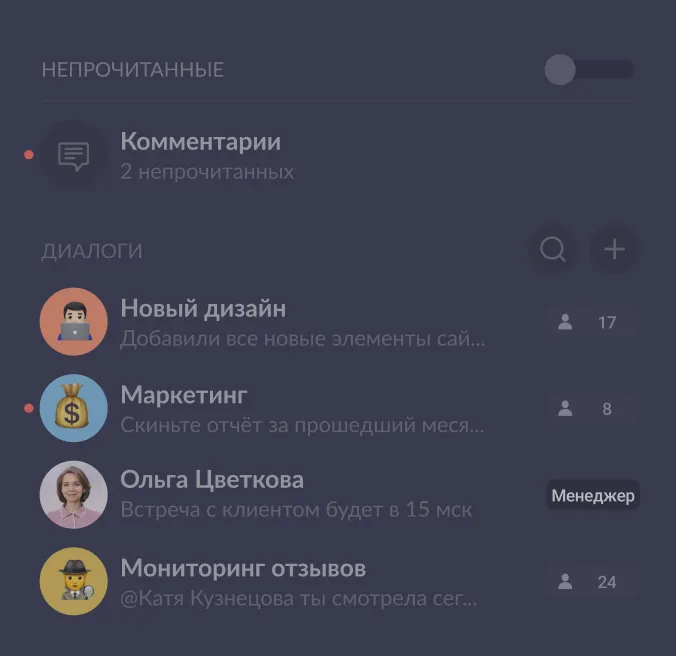 НЕПРОЧИТАННЫЕ
Комментарии
2 непрочитанных
ДИАЛОГИ
Новый дизайн
Добавили все новые элементы сай...
17
Маркетинг
Скиньте отчёт за прошедший меся...
8
Ольга Цветкова
Встреча с клиентом будет в 15 мск
Менеджер
Мониторинг отзывов
@Катя Кузнецова ты смотрела сег...
24